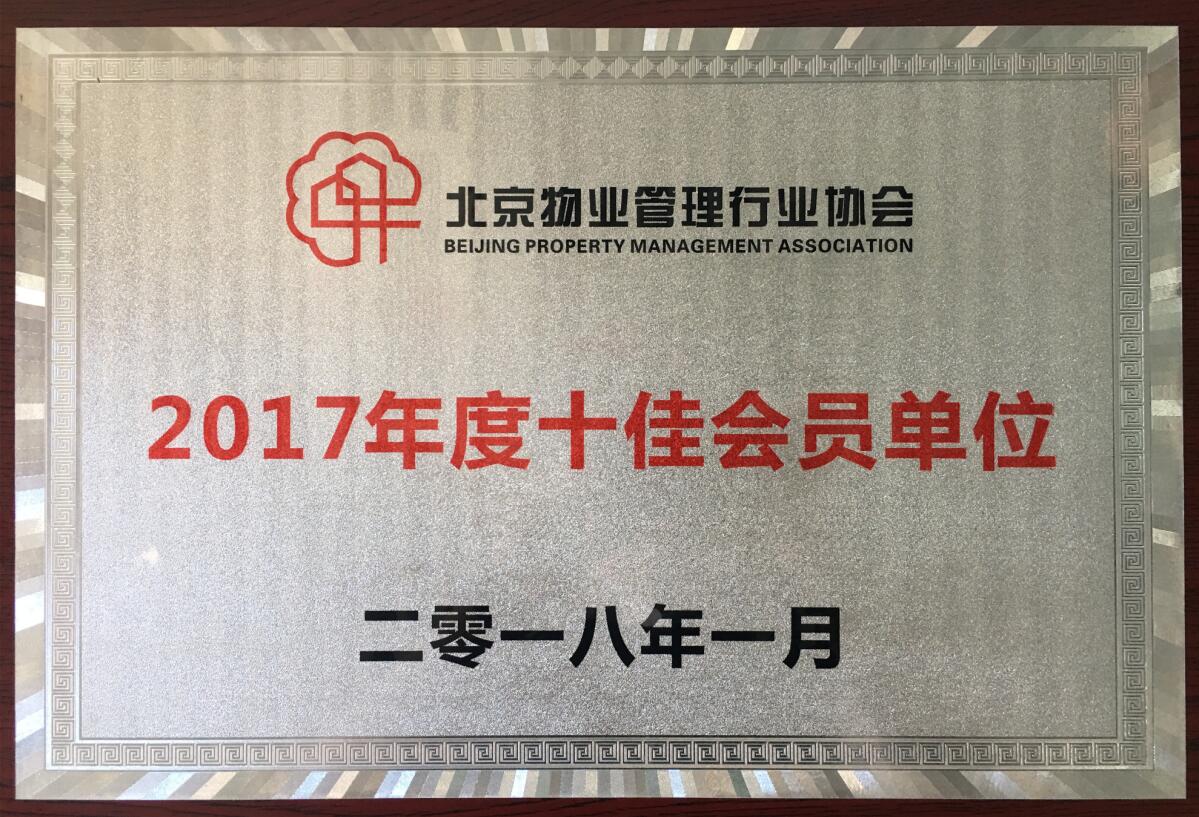 北京物业管理行业协会
BEIJING PROPERTY MANAGEMENT ASSOCIATION
2017年度十佳会员单位
二零一八年一月